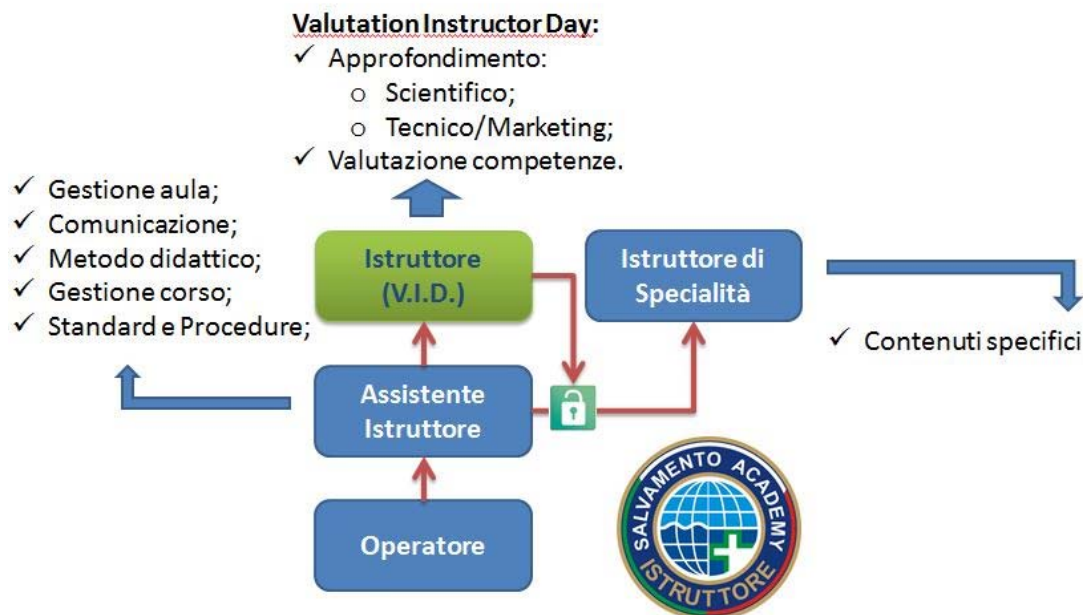 Valutation Instructor Day:
✓ Approfondimento:
o Scientifico;
o Tecnico/Marketing;
✓ Valutazione competenze.
✓ Gestione aula;
✓ Comunicazione;
✓ Metodo didattico;
✓ Gestione corso;
✓ Standard e Procedure;
Istruttore
(V.I.D.)
Istruttore di
Specialità
✓ Contenuti specifici
Assistente
Istruttore
Operatore
SALVAMENTO ACADEMY
ISTRUTTORE